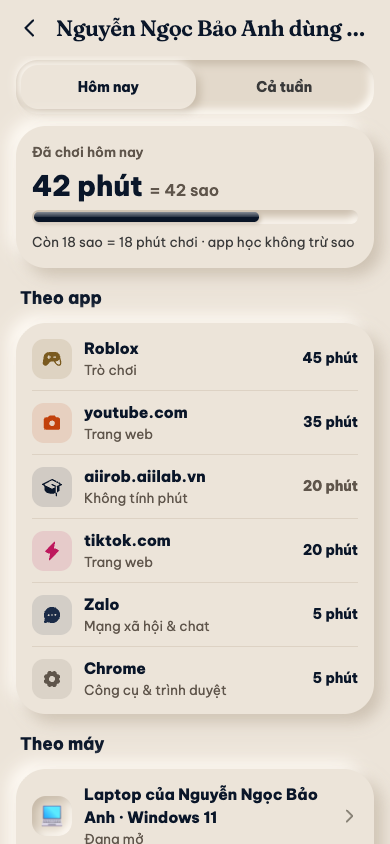 Nguyễn Ngọc Bảo Anh dùng ...
Hôm nay
Cả tuần
Đã chơi hôm nay
42 phút = 42 sao
Còn 18 sao = 18 phút chơi · app học không trừ sao
Theo app
Roblox
45 phút
Trò chơi
youtube.com
35 phút
Trang web
aiirob.aiilab.vn
20 phút
Không tính phút
tiktok.com
20 phút
Trang web
Zalo
5 phút
Mạng xã hội & chat
Chrome
5 phút
Công cụ & trình duyệt
Theo máy
Laptop của Nguyễn Ngọc Bảo
Anh · Windows 11
Đang mở